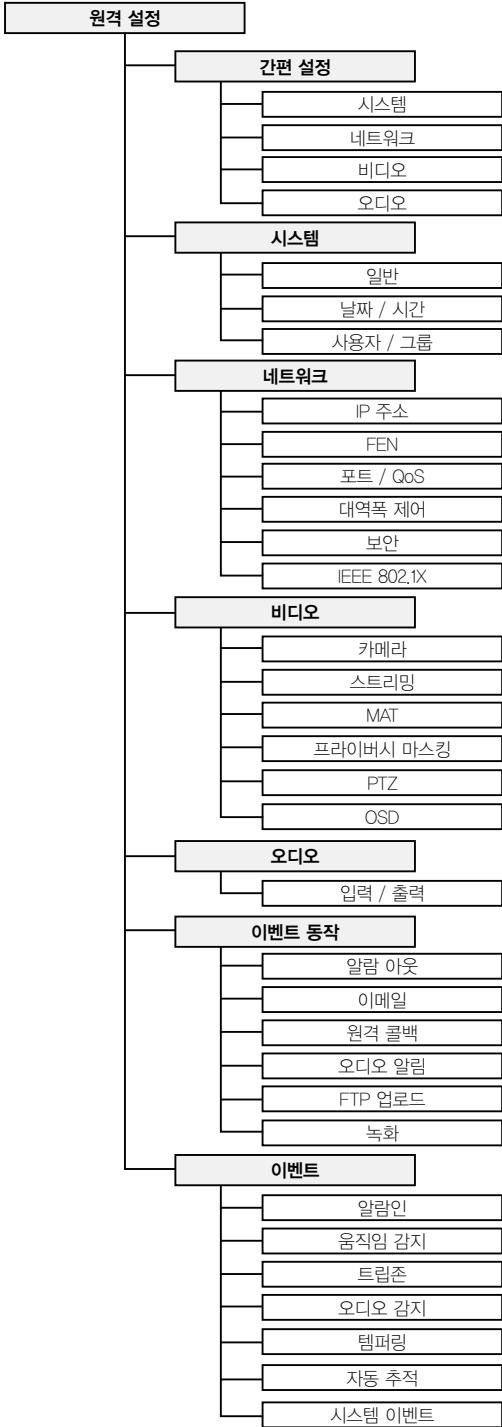 원격 설정
간편 설정
시스템
네트워크
비디오
오디오
시스템
일반
날짜 / 시간
사용자 / 그룹
네트워크
IP 주소
FEN
포트 / QoS
대역폭 제어
보안
IEEE 802.1X
비디오
카메라
스트리밍
MAT
프라이버시 마스킹
PTZ
OSD
오디오
입력 / 출력
이벤트 동작
알람 아웃
이메일
원격 콜백
오디오 알림
FTP 업로드
녹화
이벤트
알람인
움직임 감지
트립존
오디오 감지
템퍼링
자동 추적
시스템 이벤트